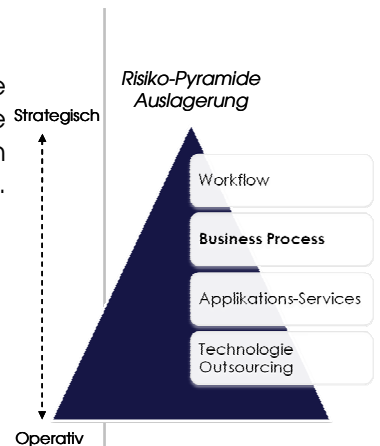 Risiko-Pyramide
Auslagerung
e
e
n
.
Strategisch
Workflow
Business Process
Applikations-Services
Technologie
Outsourcing
Operativ